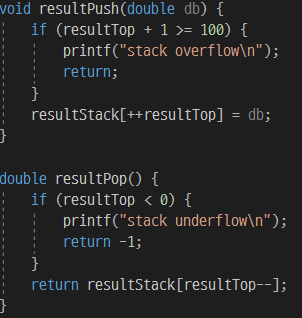 void resultPush(double db) {
    if (resultTop + 1 >= 100) {
        printf("stack overflow\n");
        return;
    }
    resultStack[++resultTop] = db;
}

double resultPop() {
    if (resultTop < 0) {
        printf("stack underflow\n");
        return -1;
    }
    return resultStack[resultTop--];
}